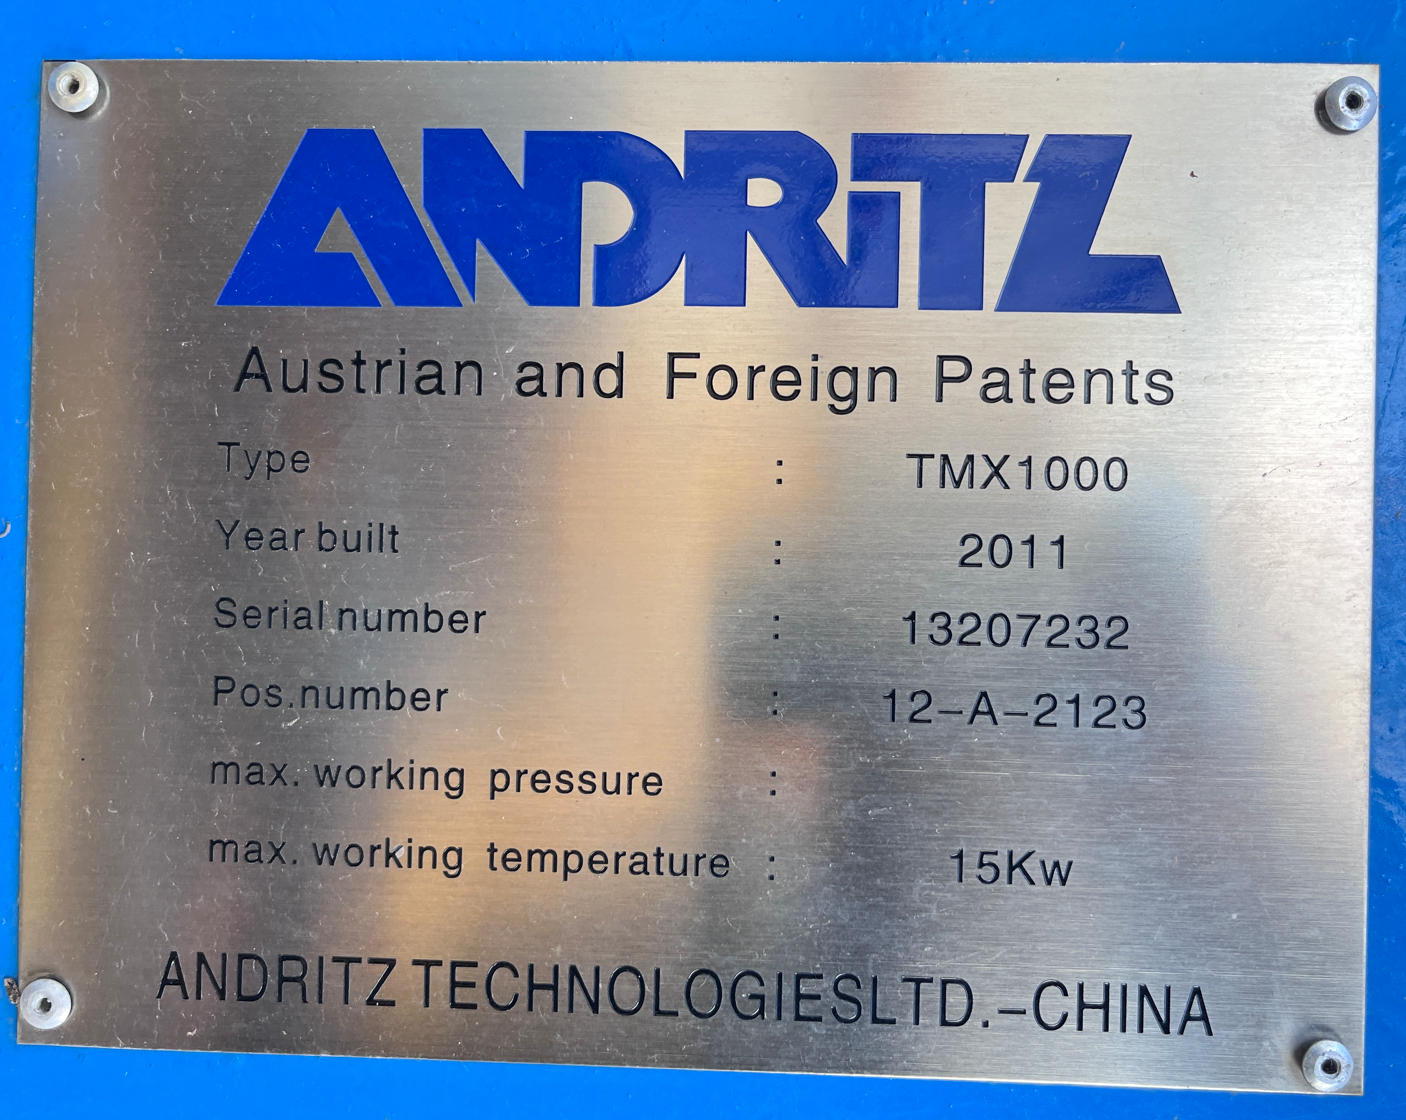 ANDRITZ
Austrian and Foreign Patents
Type : TMX1000
Year built : 2011
Serial number : 13207232
Pos.number : 12-A-2123
max. working pressure :
max. working temperature : 15Kw
ANDRITZ TECHNOLOGIESLTD.-CHINA